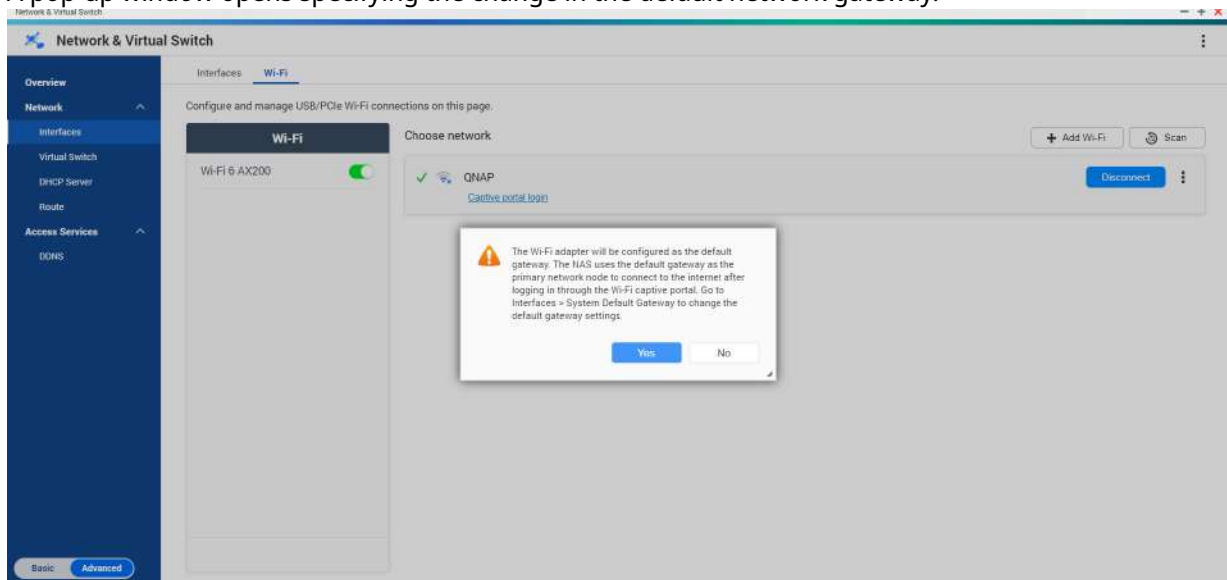 A pop-up window opens specifying the change in the default network gateway.
Network & Virtual Switch
Network & Virtual Switch
Overview
Network
Interfaces
Virtual Switch
DHCP Server
Route
Access Services
DDNS
Basic
Advanced
Interfaces
Wi-Fi
Configure and manage USB/PCIe Wi-Fi connections on this page.
Wi-Fi
Wi-Fi 6 AX200
Choose network
+ Add Wi-Fi
Scan
QNAP
Captive portal login
Disconnect
The Wi-Fi adapter will be configured as the default
gateway. The NAS uses the default gateway as the
primary network node to connect to the internet after
logging in through the Wi-Fi captive portal. Go to
Interfaces > System Default Gateway to change the
default gateway settings.
Yes
No